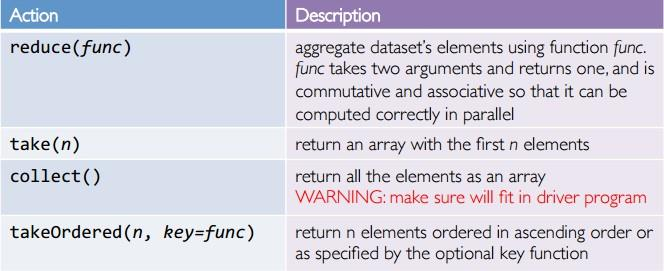 Action Description
reduce(func) aggregate dataset's elements using function func.
func takes two arguments and returns one, and is
commutative and associative so that it can be
computed correctly in parallel
take(n) return an array with the first n elements
collect() return all the elements as an array
WARNING: make sure will fit in driver program
takeOrdered(n, key=func) return n elements ordered in ascending order or
as specified by the optional key function